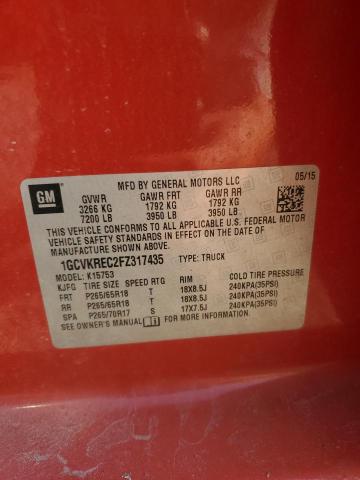 MFD BY GENERAL MOTORS LLC 05/15
GM
GVWR GAWR FRT GAWR RR
3266 KG 1792 KG 1792 KG
7200 LB 3950 LB 3950 LB
THIS VEHICLE CONFORMS TO ALL APPLICABLE U.S. FEDERAL MOTOR
VEHICLE SAFETY STANDARDS IN EFFECT ON THE DATE OF MANUFACTURE
SHOWN ABOVE.
1GCVKREC2FZ317435 TYPE: TRUCK
MODEL: K15753
KJFG TIRE SIZE SPEED RTG RIM COLD TIRE PRESSURE
FRT P265/65R18 T 18X8.5J 240KPA(35PSI)
RR P265/65R18 T 18X8.5J 240KPA(35PSI)
SPA P265/70R17 S 17X7.5J 240KPA(35PSI)
SEE OWNER'S MANUAL FOR ADDITIONAL INFORMATION.